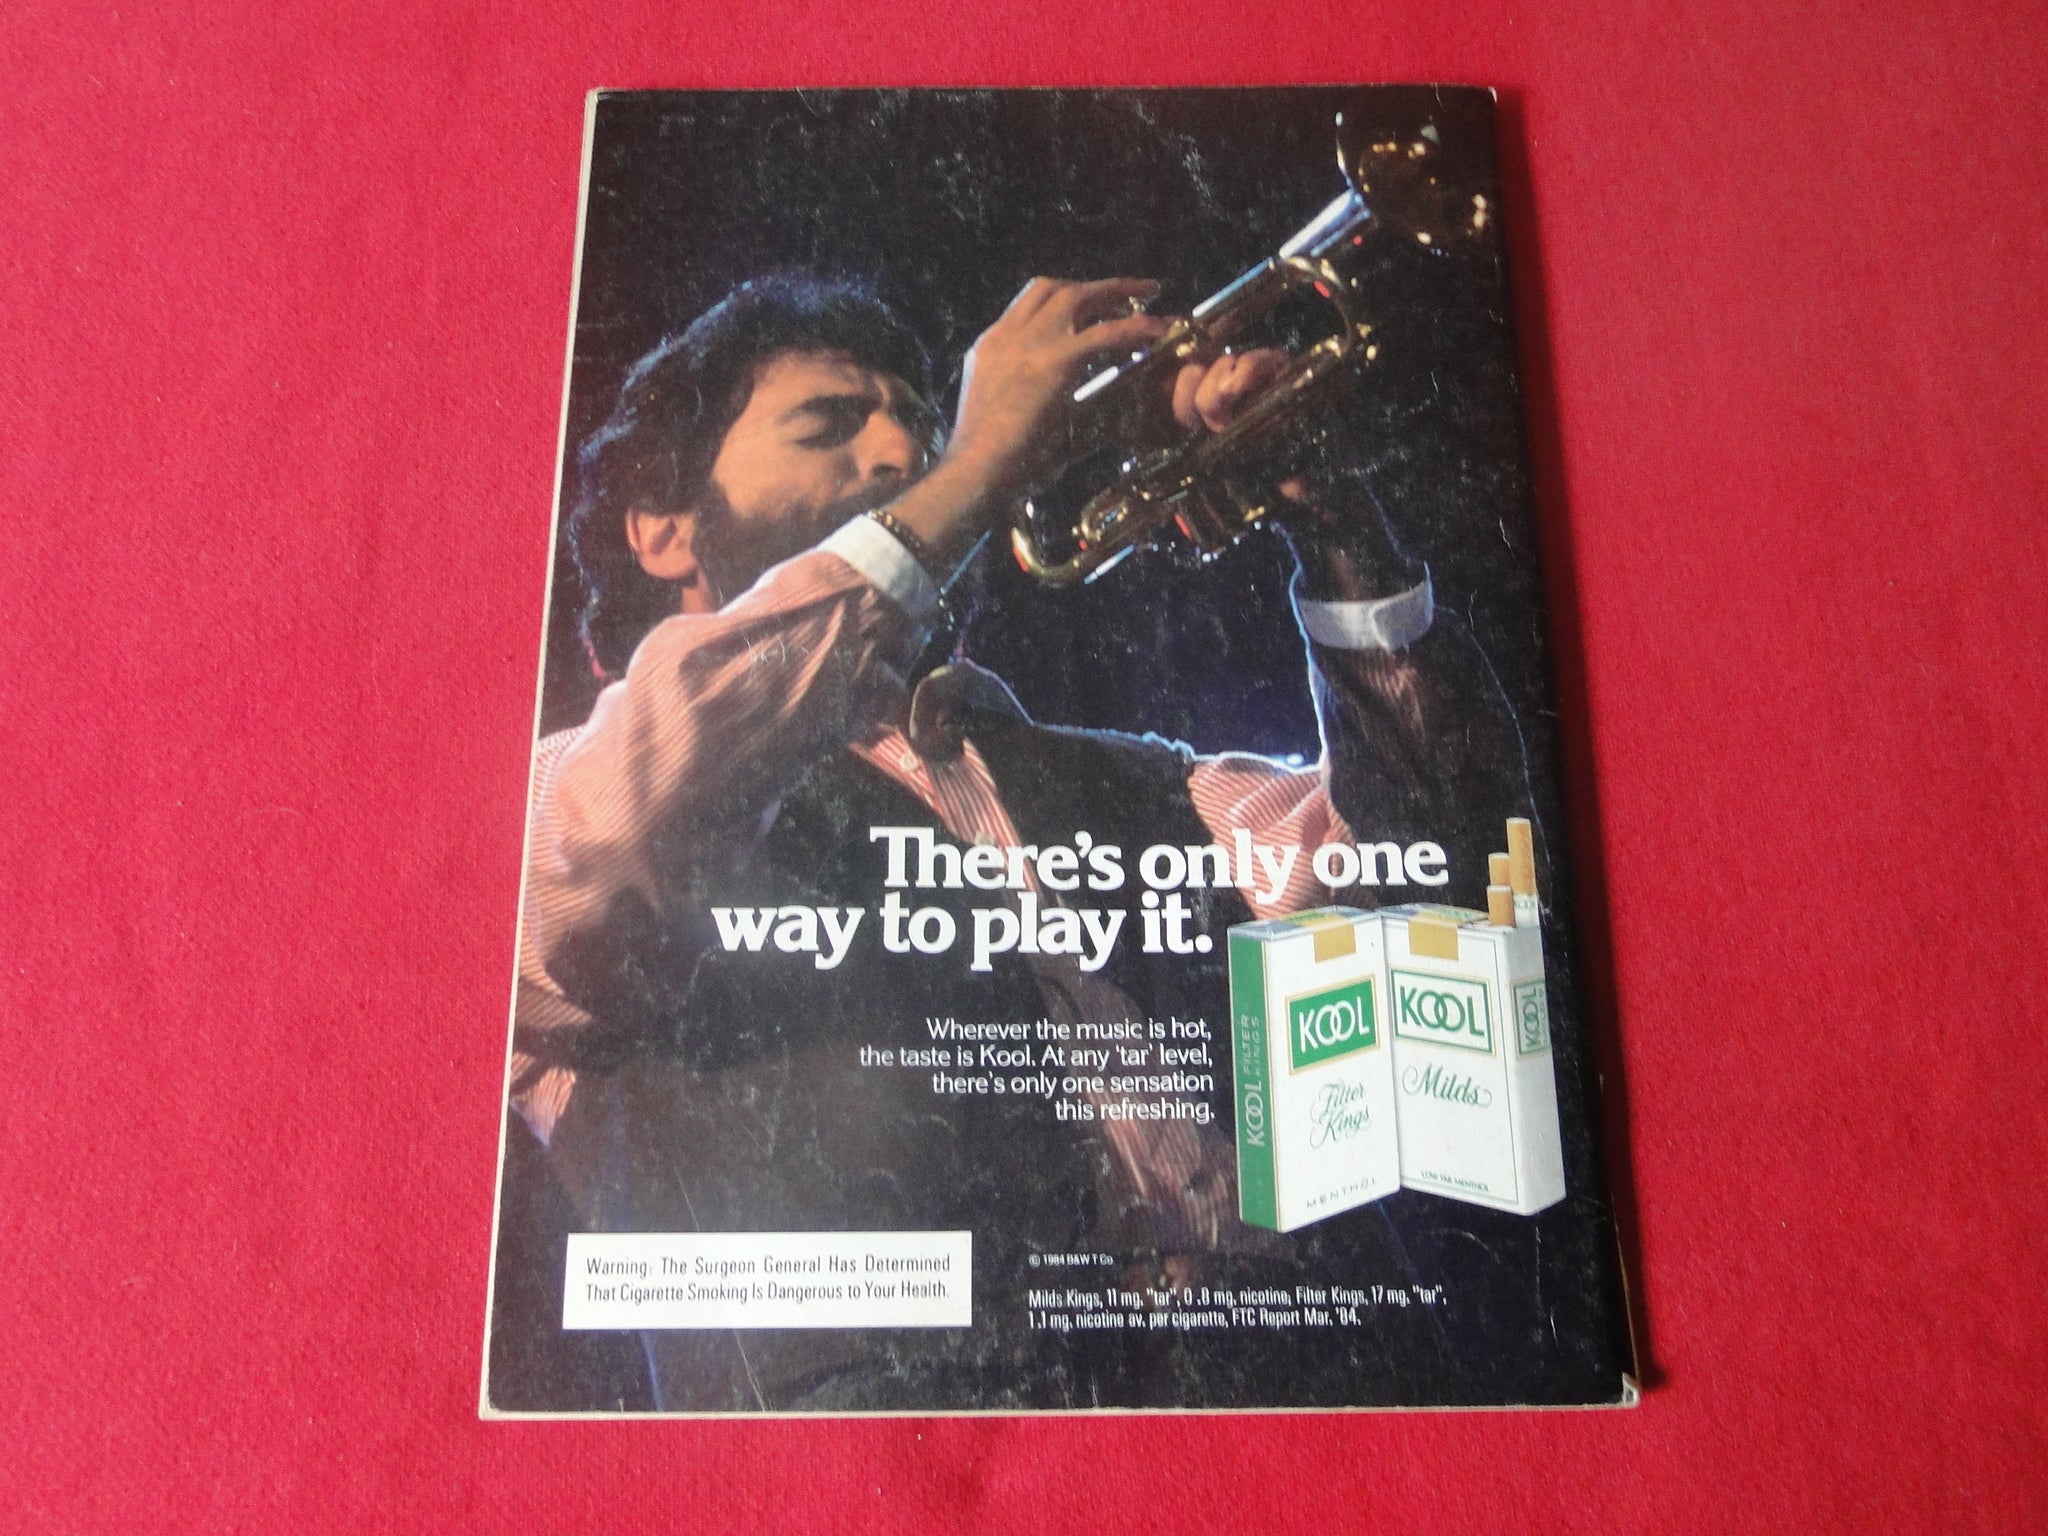 There's only one
way to play it.
Wherever the music is hot,
the taste is Kool. At any 'tar' level,
there's only one sensation
this refreshing.
KOOL FILTER KINGS
KOOL
Filter
Kings
MENTHOL
KOOL
Milds
LOW TAR MENTHOL
KOOL
Warning: The Surgeon General Has Determined
That Cigarette Smoking Is Dangerous to Your Health.
© 1984 B&W T Co.
Milds Kings, 11 mg. "tar", 0.8 mg. nicotine, Filter Kings, 17 mg. "tar",
1.1 mg. nicotine av. per cigarette, FTC Report Mar. '84.